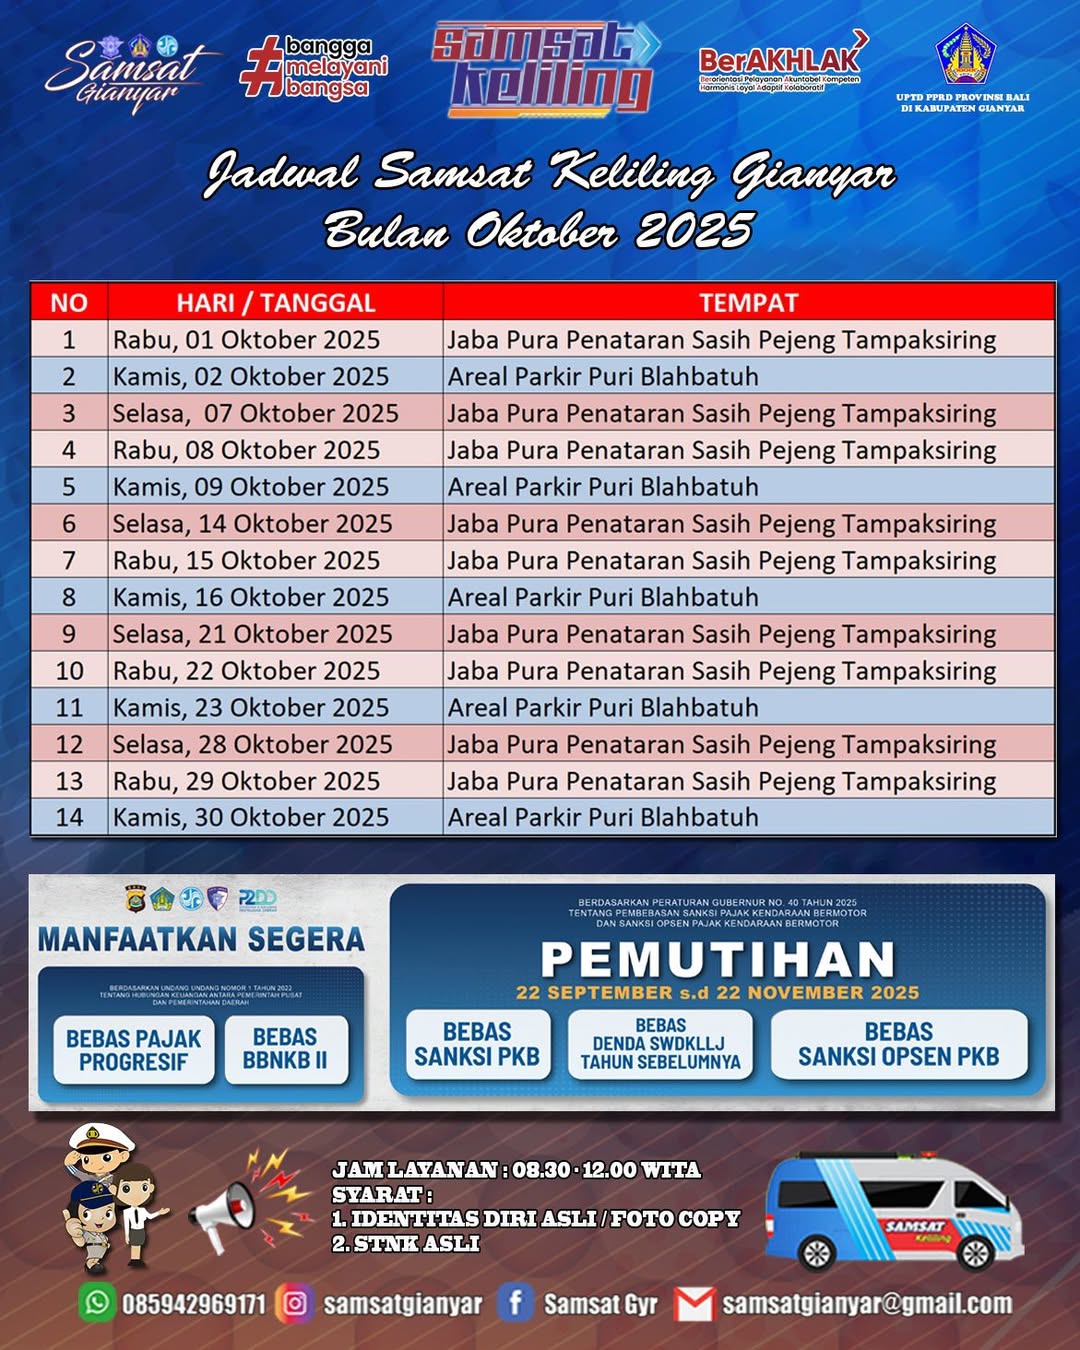 Samsat
Gianyar
#bangga
melayani
bangsa
samsat
keliling
BerAKHLAK
Berorientasi Pelayanan Akuntabel Kompeten
Harmonis Loyal Adaptif Kolaboratif
UPTD PPRD PROVINSI BALI
DI KABUPATEN GIANYAR
Jadwal Samsat Keliling Gianyar
Bulan Oktober 2025
NO HARI / TANGGAL TEMPAT
1 Rabu, 01 Oktober 2025 Jaba Pura Penataran Sasih Pejeng Tampaksiring
2 Kamis, 02 Oktober 2025 Areal Parkir Puri Blahbatuh
3 Selasa, 07 Oktober 2025 Jaba Pura Penataran Sasih Pejeng Tampaksiring
4 Rabu, 08 Oktober 2025 Jaba Pura Penataran Sasih Pejeng Tampaksiring
5 Kamis, 09 Oktober 2025 Areal Parkir Puri Blahbatuh
6 Selasa, 14 Oktober 2025 Jaba Pura Penataran Sasih Pejeng Tampaksiring
7 Rabu, 15 Oktober 2025 Jaba Pura Penataran Sasih Pejeng Tampaksiring
8 Kamis, 16 Oktober 2025 Areal Parkir Puri Blahbatuh
9 Selasa, 21 Oktober 2025 Jaba Pura Penataran Sasih Pejeng Tampaksiring
10 Rabu, 22 Oktober 2025 Jaba Pura Penataran Sasih Pejeng Tampaksiring
11 Kamis, 23 Oktober 2025 Areal Parkir Puri Blahbatuh
12 Selasa, 28 Oktober 2025 Jaba Pura Penataran Sasih Pejeng Tampaksiring
13 Rabu, 29 Oktober 2025 Jaba Pura Penataran Sasih Pejeng Tampaksiring
14 Kamis, 30 Oktober 2025 Areal Parkir Puri Blahbatuh
P2DD
MANFAATKAN SEGERA
BERDASARKAN UNDANG UNDANG NOMOR 1 TAHUN 2022
TENTANG HUBUNGAN KEUANGAN ANTARA PEMERINTAH PUSAT
DAN PEMERINTAHAN DAERAH
BEBAS PAJAK
PROGRESIF
BEBAS
BBNKB II
BERDASARKAN PERATURAN GUBERNUR NO. 40 TAHUN 2025
TENTANG PEMBEBASAN SANKSI PAJAK KENDARAAN BERMOTOR
DAN SANKSI OPSEN PAJAK KENDARAAN BERMOTOR
PEMUTIHAN
22 SEPTEMBER s.d 22 NOVEMBER 2025
BEBAS
SANKSI PKB
BEBAS
DENDA SWDKLLJ
TAHUN SEBELUMNYA
BEBAS
SANKSI OPSEN PKB
JAM LAYANAN : 08.30 - 12.00 WITA
SYARAT :
1. IDENTITAS DIRI ASLI / FOTO COPY
2. STNK ASLI
SAMSAT
Keliling
085942969171 samsatgianyar Samsat Gyr samsatgianyar@gmail.com